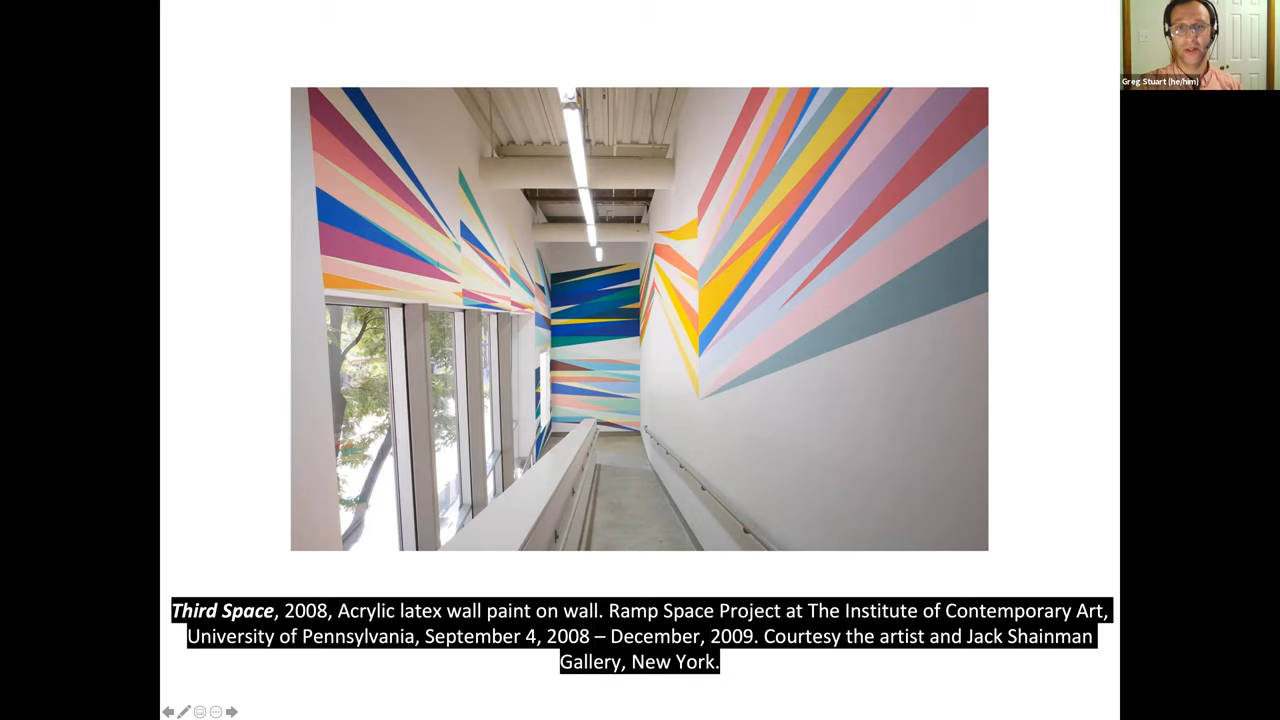 Greg Stuart (he/him)
Third Space, 2008, Acrylic latex wall paint on wall. Ramp Space Project at The Institute of Contemporary Art,
University of Pennsylvania, September 4, 2008 – December, 2009. Courtesy the artist and Jack Shainman
Gallery, New York.